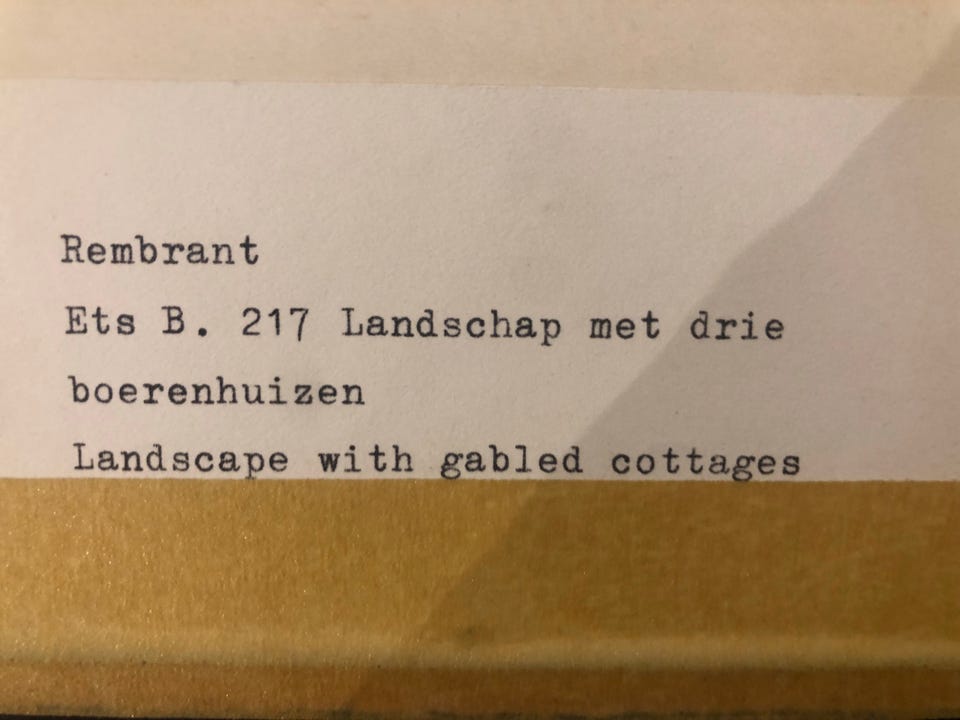 Rembrant
Ets B. 217 Landschap met drie
boerenhuizen
Landscape with gabled cottages